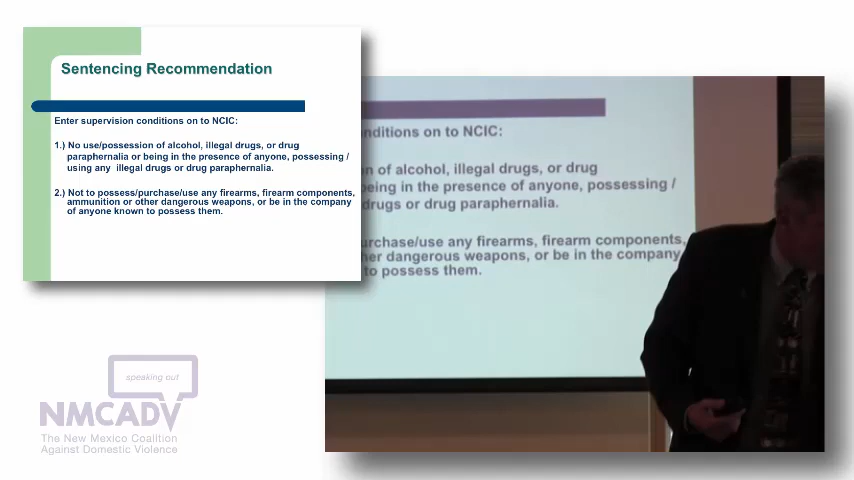 Sentencing Recommendation
Enter supervision conditions on to NCIC:
1.) No use/possession of alcohol, illegal drugs, or drug
paraphernalia or being in the presence of anyone, possessing /
using any illegal drugs or drug paraphernalia.
2.) Not to possess/purchase/use any firearms, firearm components,
ammunition or other dangerous weapons, or be in the company
of anyone known to possess them.
nditions on to NCIC:
n of alcohol, illegal drugs, or drug
eing in the presence of anyone, possessing /
drugs or drug paraphernalia.
urchase/use any firearms, firearm components,
her dangerous weapons, or be in the company
to possess them.
speaking out
NMCADV
The New Mexico Coalition
Against Domestic Violence